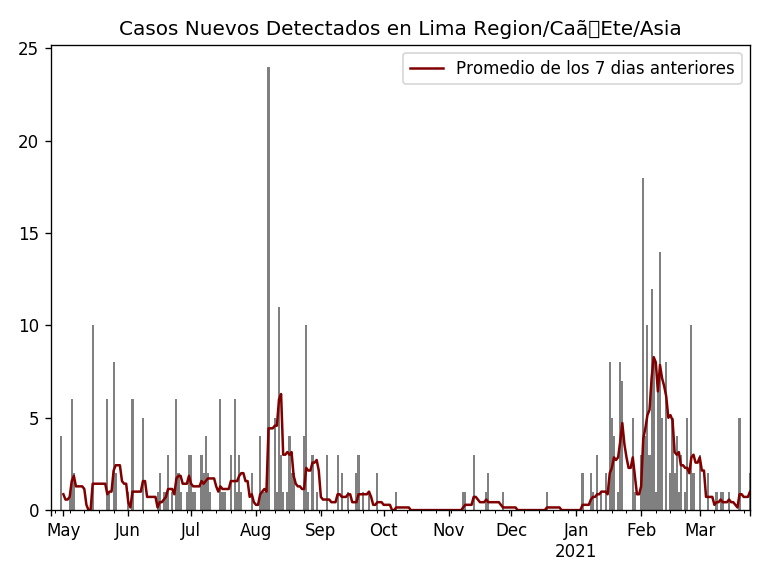 Casos Nuevos Detectados en Lima Region/Caã▯Ete/Asia
Promedio de los 7 dias anteriores
25
20
15
10
5
0
May Jun Jul Aug Sep Oct Nov Dec Jan Feb Mar
2021